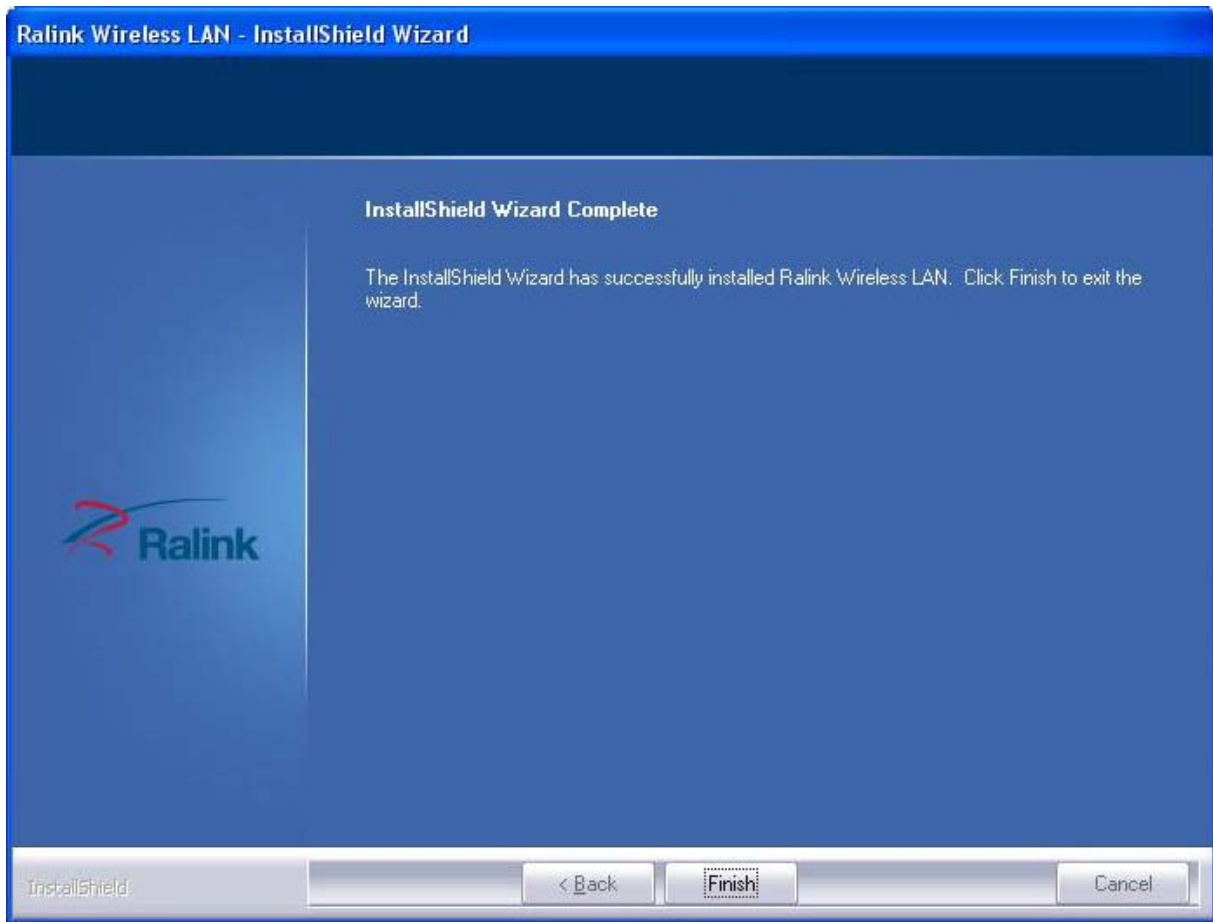 Ralink Wireless LAN - InstallShield Wizard
InstallShield Wizard Complete
The InstallShield Wizard has successfully installed Ralink Wireless LAN. Click Finish to exit the
wizard.
Ralink
InstallShield
< Back
Finish
Cancel